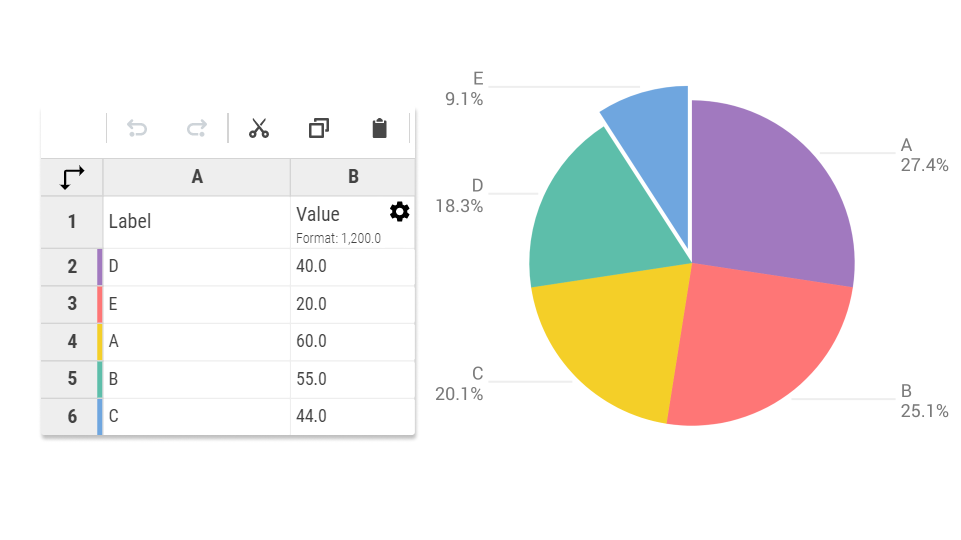 A B
1 Label Value
Format: 1,200.0
2 D 40.0
3 E 20.0
4 A 60.0
5 B 55.0
6 C 44.0
E
9.1%
A
27.4%
D
18.3%
C
20.1%
B
25.1%